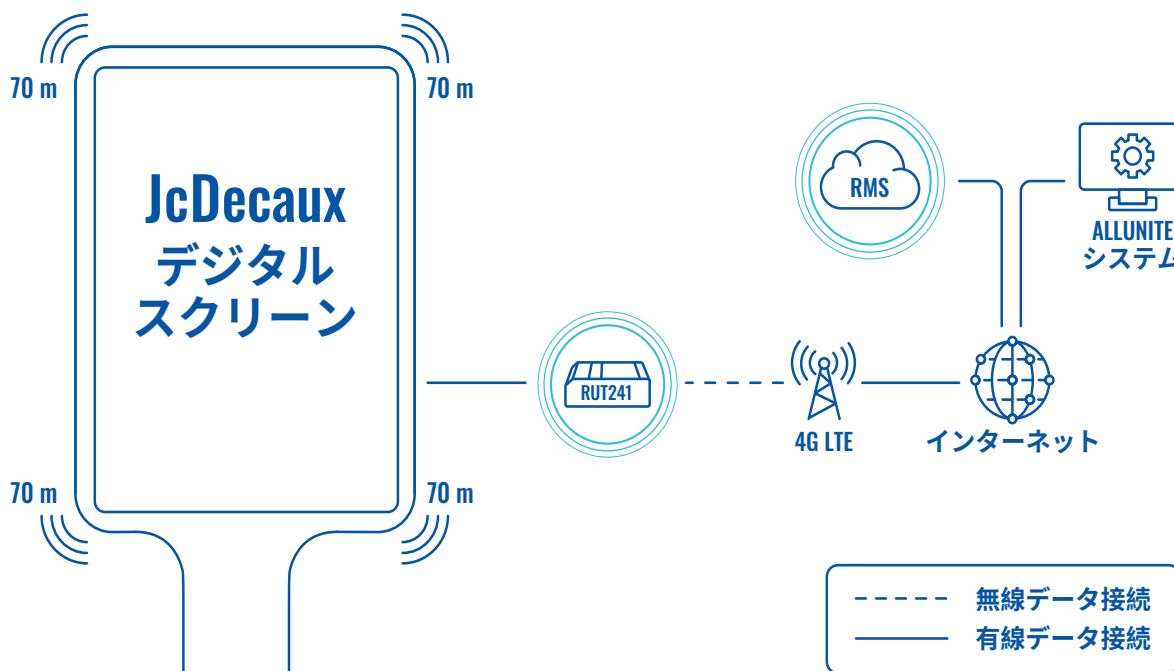 70 m
70 m
JcDecaux
デジタル
スクリーン
RMS
ALLUNITE
システム
RUT241
4G LTE
インターネット
70 m
70 m
無線データ接続
有線データ接続